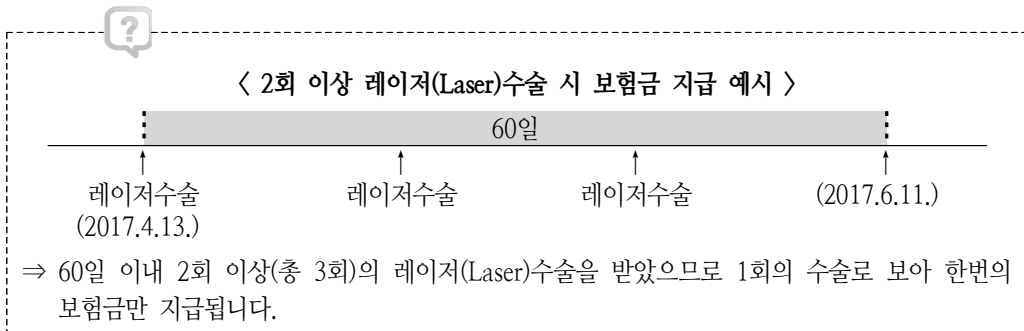 ?
〈 2회 이상 레이저(Laser)수술 시 보험금 지급 예시 〉
60일
레이저수술 레이저수술 레이저수술 (2017.6.11.)
(2017.4.13.)
⇒ 60일 이내 2회 이상(총 3회)의 레이저(Laser)수술을 받았으므로 1회의 수술로 보아 한번의
보험금만 지급됩니다.